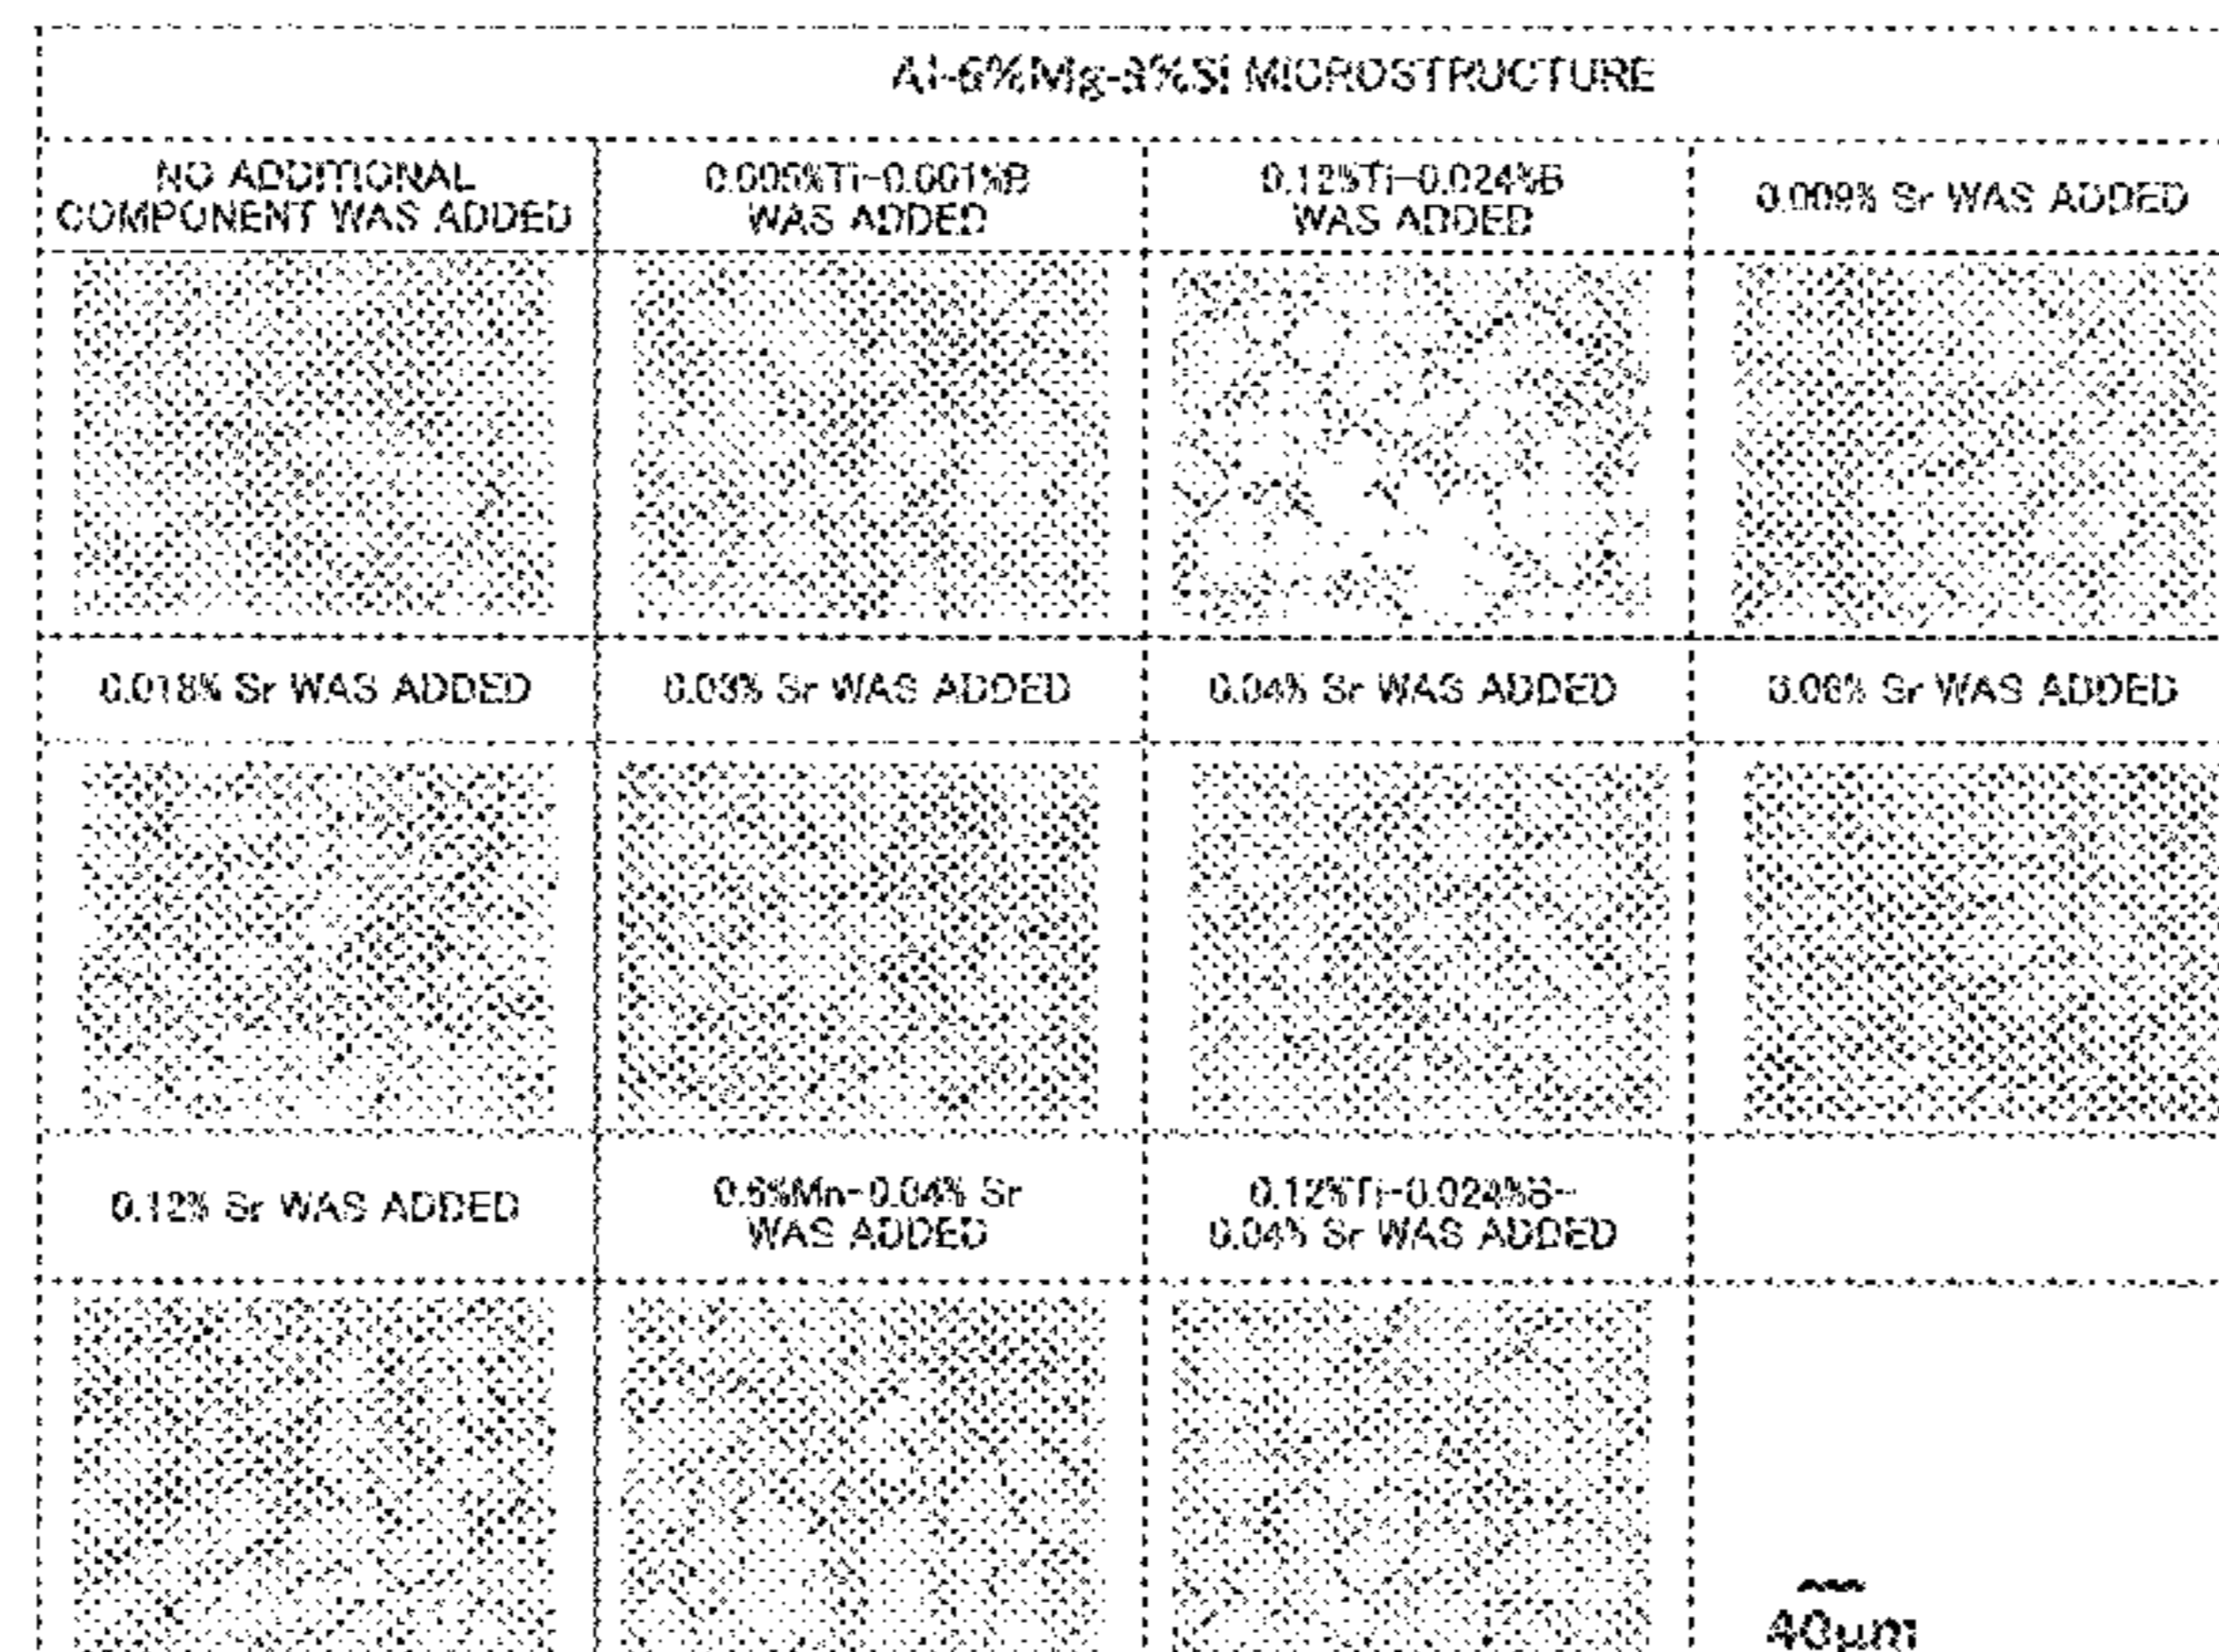 Al-6%Mg-3%Si MICROSTRUCTURE
NO ADDITIONAL
COMPONENT WAS ADDED
0.005%Ti-0.001%B
WAS ADDED
0.12%Ti-0.024%B
WAS ADDED
0.009% Sr WAS ADDED
0.018% Sr WAS ADDED
0.03% Sr WAS ADDED
0.04% Sr WAS ADDED
Sr WAS ADDED
0.12% Sr WAS ADDED
0.6%Mn-0.04% Sr
WAS ADDED
0.12%Ti-0.024%B-
0.04% Sr WAS ADDED
40μm